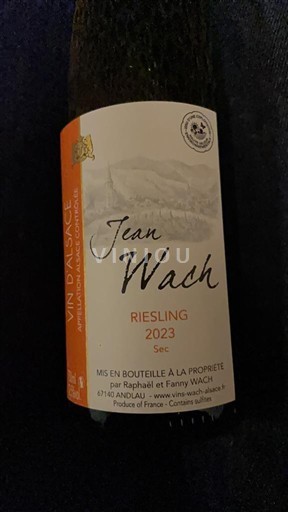 Jean
Wach
VINJOU
RIESLING
2023
Sec
MIS EN BOUTEILLE À LA PROPRIÉTÉ
par Raphaël et Fanny WACH
67140 ANDLAU - www.vins-wach-alsace.fr
Produce of France - Contains sulfites
VIN D'ALSACE
APPELLATION ALSACE CONTRÔLÉE